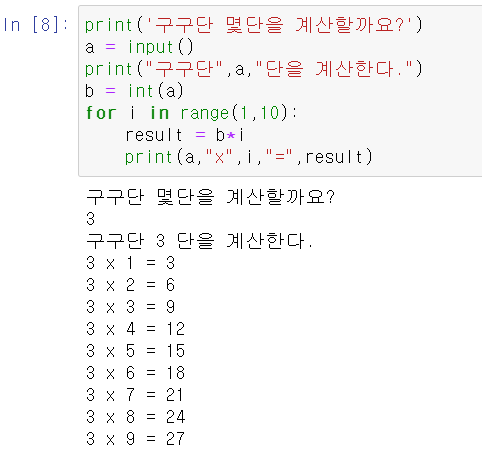 In [8]: print('구구단 몇단을 계산할까요?')
a = input()
print("구구단",a,"단을 계산한다.")
b = int(a)
for i in range(1,10):
    result = b*i
    print(a,"x",i,"=",result)
구구단 몇단을 계산할까요?
3
구구단 3 단을 계산한다.
3 x 1 = 3
3 x 2 = 6
3 x 3 = 9
3 x 4 = 12
3 x 5 = 15
3 x 6 = 18
3 x 7 = 21
3 x 8 = 24
3 x 9 = 27